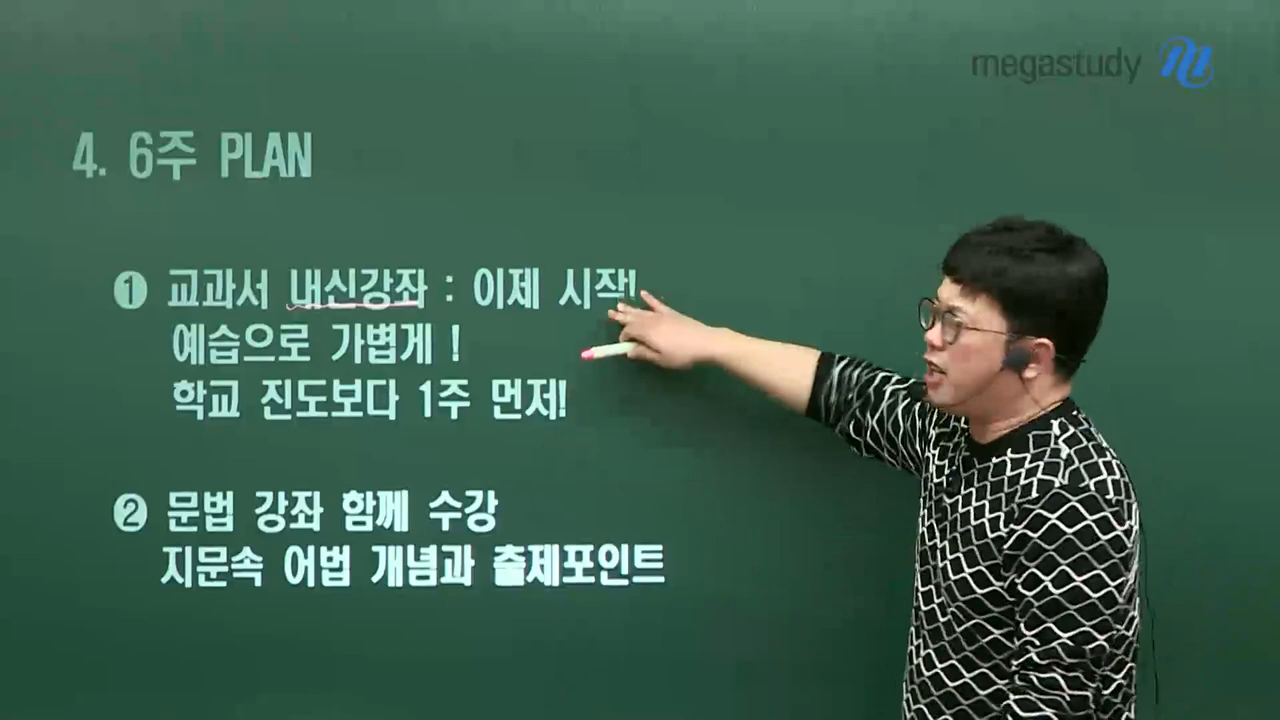 megastudy
4. 6주 PLAN
❶ 교과서 내신강좌 : 이제 시작!
예습으로 가볍게 !
학교 진도보다 1주 먼저!
❷ 문법 강좌 함께 수강
지문속 어법 개념과 출제포인트